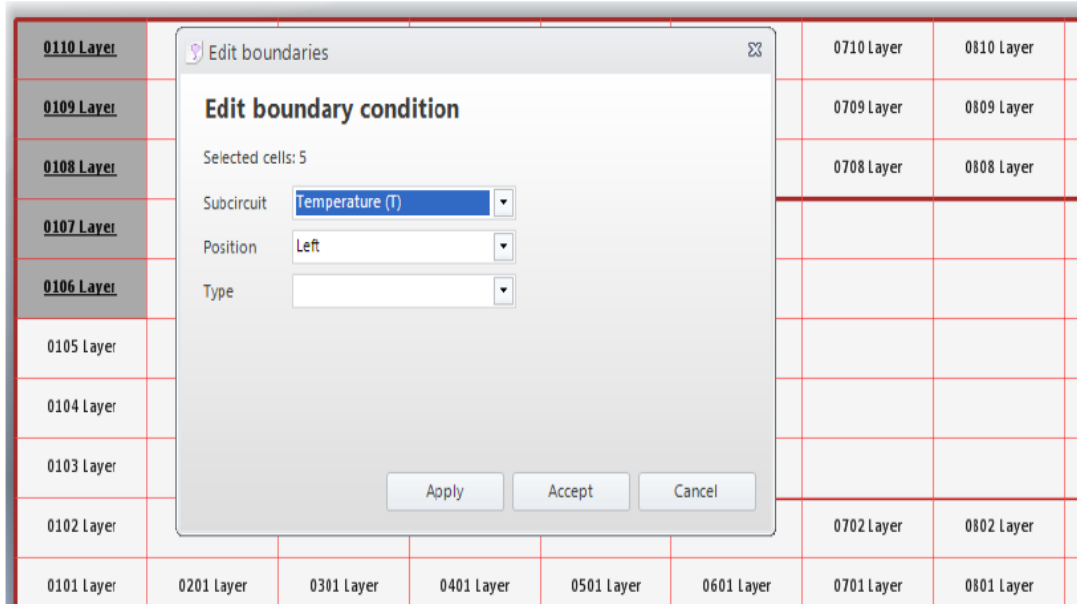 Edit boundaries
Edit boundary condition
Selected cells: 5
Subcircuit Temperature (T)
Position Left
Type
Apply Accept Cancel
0110 Layer 0710 Layer 0810 Layer
0109 Layer 0709 Layer 0809 Layer
0108 Layer 0708 Layer 0808 Layer
0107 Layer
0106 Layer
0105 Layer
0104 Layer
0103 Layer
0102 Layer 0702 Layer 0802 Layer
0101 Layer 0201 Layer 0301 Layer 0401 Layer 0501 Layer 0601 Layer 0701 Layer 0801 Layer